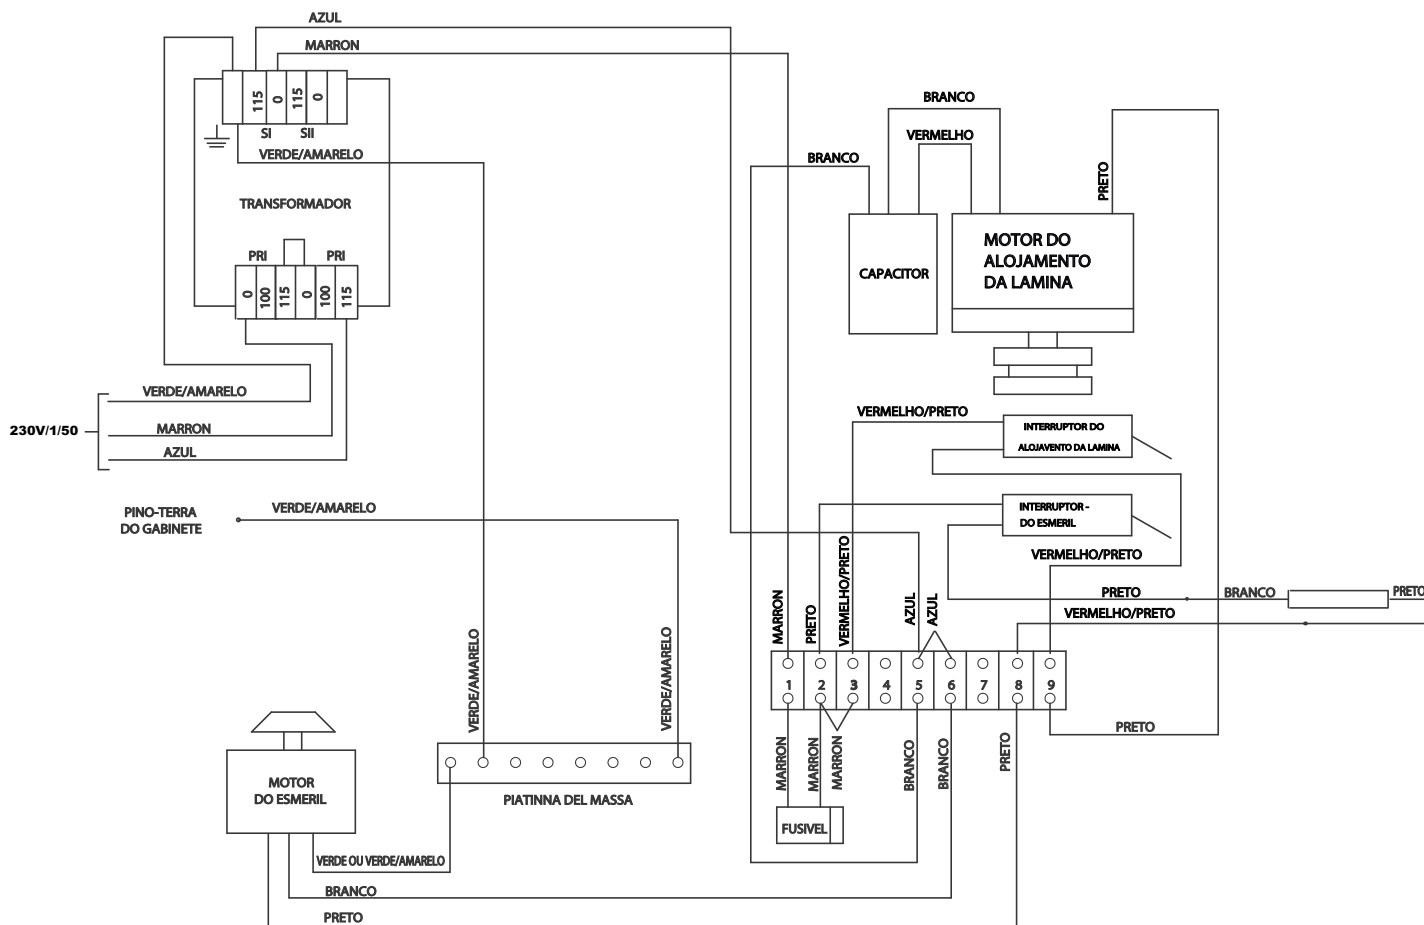 AZUL
MARRON
115
0
115
0
SI
SII
VERDE/AMARELO
TRANSFORMADOR
PRI
PRI
0
100
115
0
100
115
VERDE/AMARELO
230V/1/50
MARRON
AZUL
PINO-TERRA
DO GABINETE
VERDE/AMARELO
BRANCO
VERMELHO
BRANCO
PRETO
CAPACITOR
MOTOR DO
ALOJAMENTO
DA LAMINA
VERMELHO/PRETO
INTERRUPTOR DO
ALOJAVENTO DA LAMINA
INTERRUPTOR -
DO ESMERIL
VERMELHO/PRETO
PRETO
BRANCO
PRETO
VERMELHO/PRETO
MARRON
PRETO
VERMELHO/PRETO
AZUL
AZUL
1
2
3
4
5
6
7
8
9
PRETO
MARRON
MARRON
MARRON
BRANCO
BRANCO
PRETO
FUSIVEL
VERDE/AMARELO
VERDE/AMARELO
PIATINNA DEL MASSA
MOTOR
DO ESMERIL
VERDE OU VERDE/AMARELO
BRANCO
PRETO